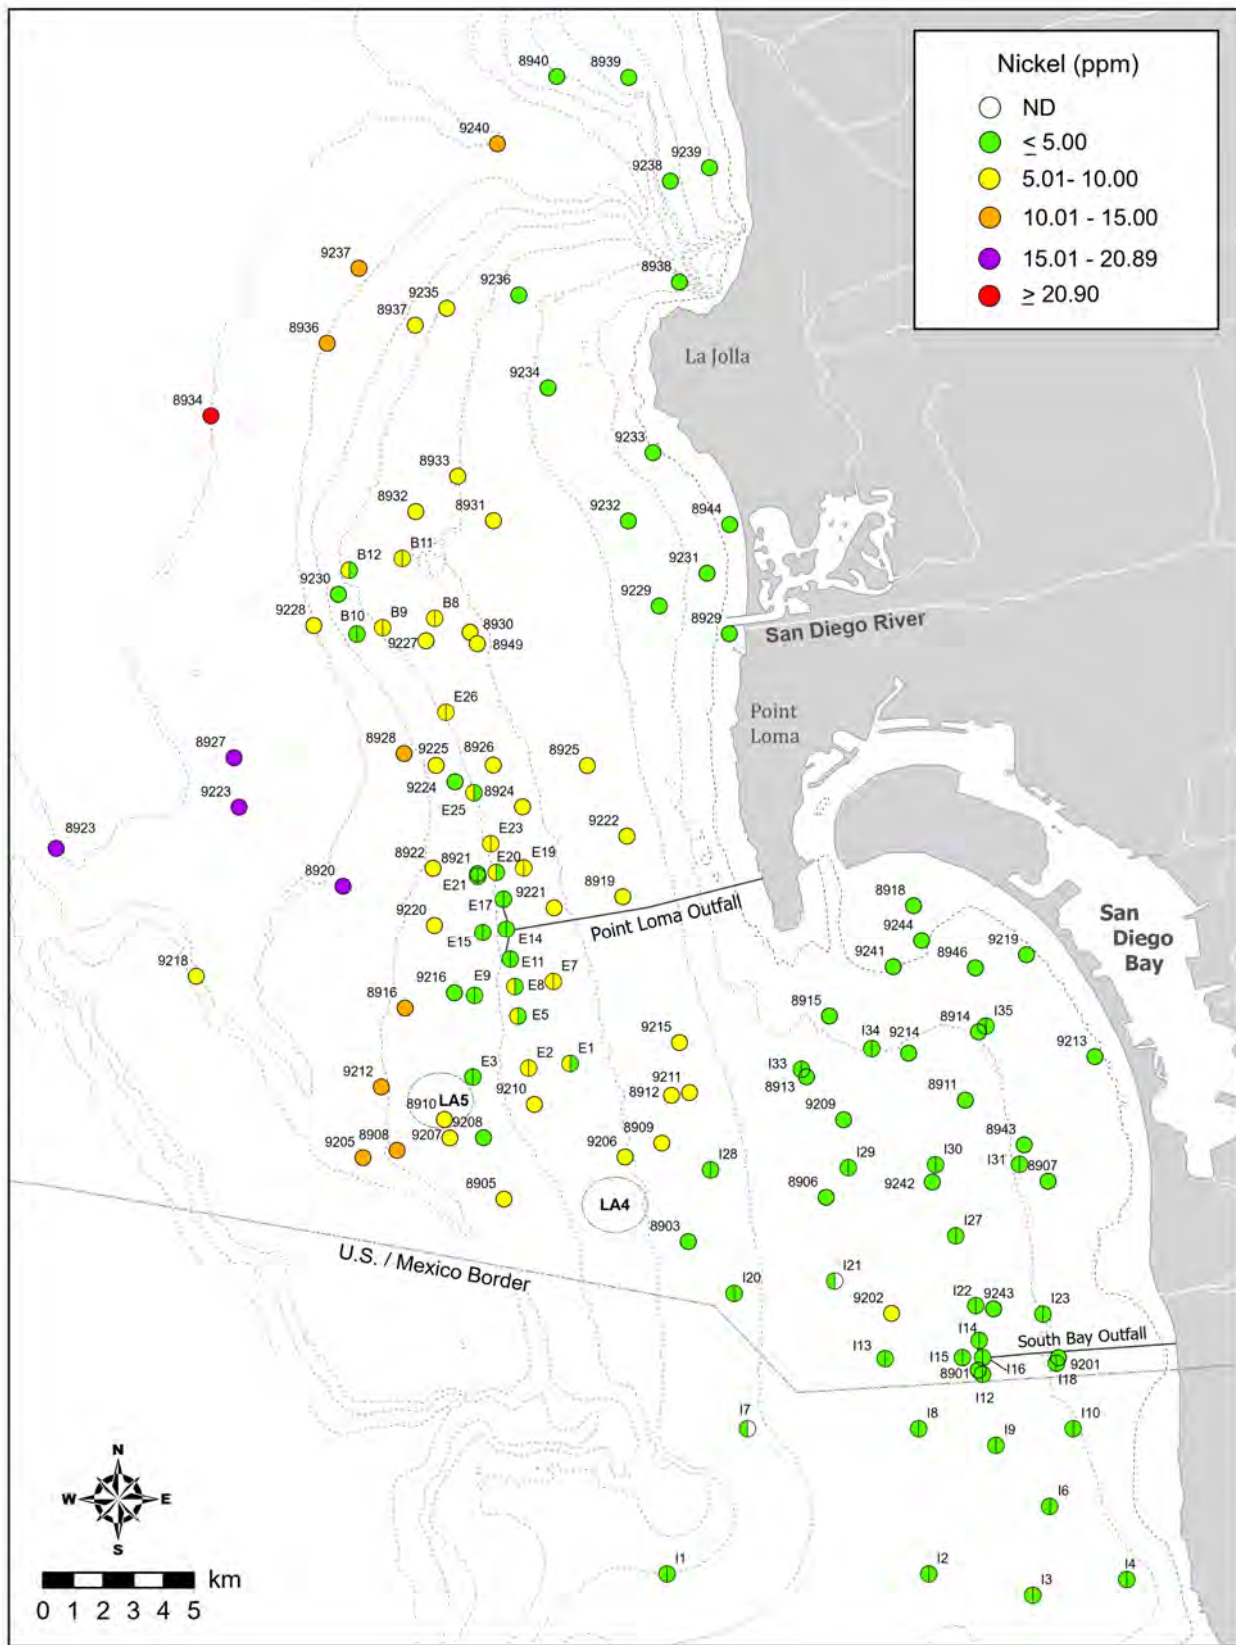 Nickel (ppm)
ND
≤ 5.00
5.01- 10.00
10.01 - 15.00
15.01 - 20.89
≥ 20.90
8940
8939
9240
9238
9239
9237
9236
8938
9235
8937
8936
La Jolla
9234
8934
9233
8933
8932
8931
9232
8944
B11
B12
9231
9230
9229
9228
B10
B9
B8
8930
9227
8949
8929
San Diego River
E26
Point
Loma
8928
9225
8926
8925
8927
9224
8924
E25
9223
9222
E23
8923
8922
8921
E20
E19
E21
8920
E17
9221
8919
8918
Point Loma Outfall
9220
E15
E14
9244
San
Diego
Bay
9241
8946
9219
E11
9218
9216
E9
E8
E7
8916
E5
8915
8914
I35
9215
I34
9214
9213
E2
E1
I33
8913
E3
9212
LA5
9210
9211
8912
8911
8910
9209
9207
9208
8909
8943
9205
8908
9206
I28
I29
I30
I31
8907
9242
8906
8905
LA4
8903
I27
U.S. / Mexico Border
I21
I20
9202
I22
9243
I23
I14
South Bay Outfall
I13
I15
I16
9201
8901
I18
I12
I7
I8
I9
I10
I6
N
W
E
S
I1
I2
I3
I4
km
0 1 2 3 4 5